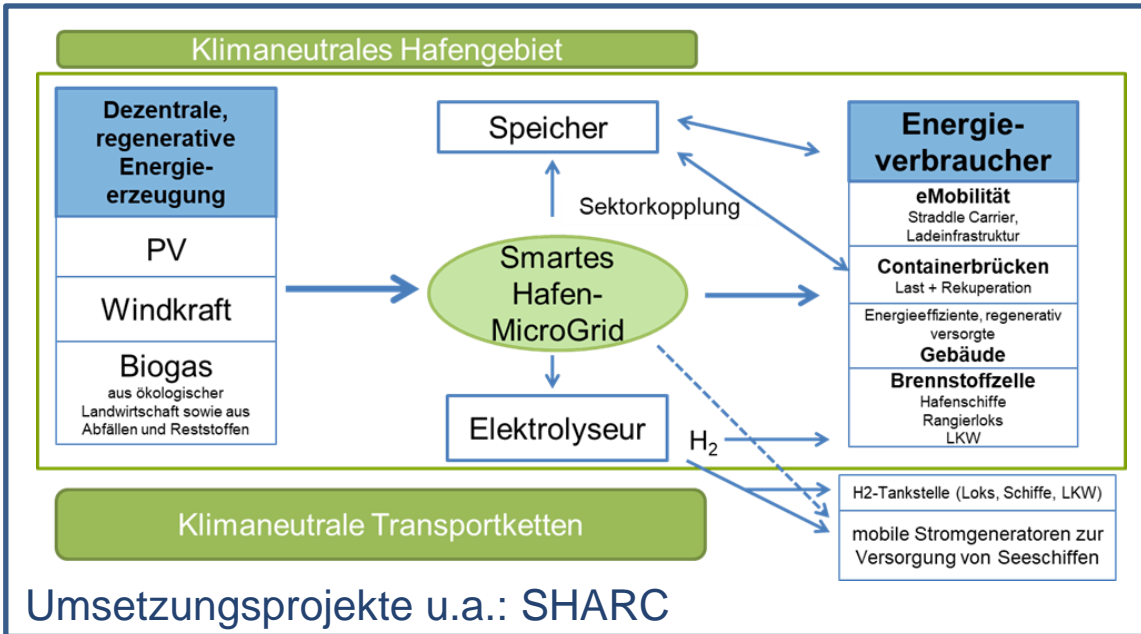 Klimaneutrales Hafengebiet
Dezentrale,
regenerative
Energie-
erzeugung
PV
Windkraft
Biogas
aus ökologischer
Landwirtschaft sowie aus
Abfällen und Reststoffen
Speicher
Sektorkopplung
Smartes
Hafen-
MicroGrid
Elektrolyseur
H2
Energie-
verbraucher
eMobilität
Straddle Carrier,
Ladeinfrastruktur
Containerbrücken
Last + Rekuperation
Energieeffiziente, regenerativ
versorgte
Gebäude
Brennstoffzelle
Hafenschiffe
Rangierloks
LKW
H2-Tankstelle (Loks, Schiffe, LKW)
mobile Stromgeneratoren zur
Versorgung von Seeschiffen
Klimaneutrale Transportketten
Umsetzungsprojekte u.a.: SHARC